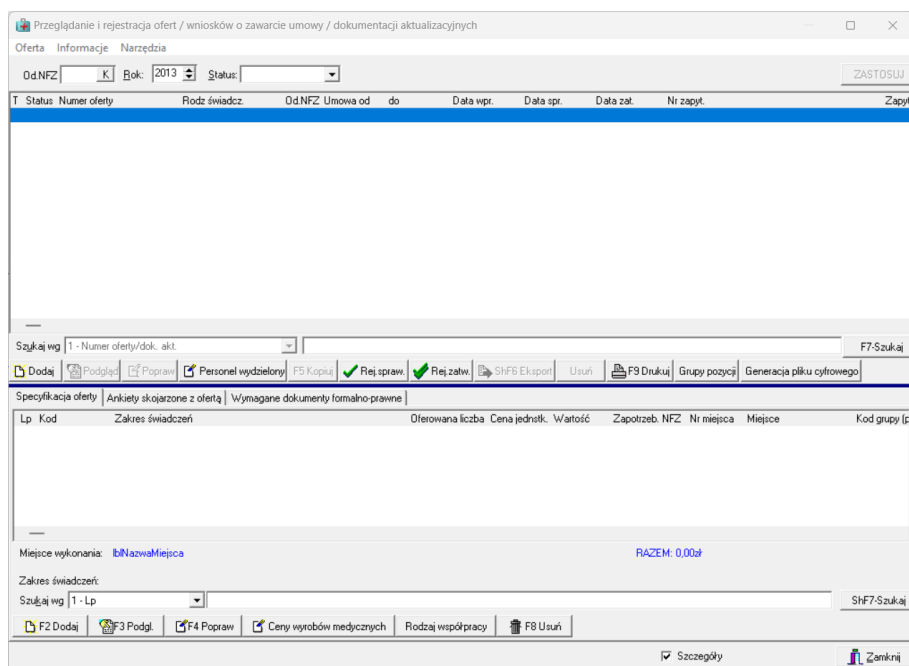 Przeglądanie i rejestracja ofert / wniosków o zawarcie umowy / dokumentacji aktualizacyjnych
Oferta Informacje Narzędzia
Od.NFZ K Rok: 2013 Status: ZASTOSUJ
T Status Numer oferty Rodz świadcz. Od.NFZ Umowa od do Data wpr. Data spr. Data zat. Nr zapyt. Zapyt
Szukaj wg 1 - Numer oferty/dok. akt. F7-Szukaj
Dodaj Podgląd Popraw Personel wydzielony F5 Kopiuj Rej.spraw. Rej.zatw. ShF6 Eksport Usuń F9 Drukuj Grupy pozycji Generacja pliku cyfrowego
Specyfikacja oferty Ankiety skojarzone z ofertą Wymagane dokumenty formalno-prawne
Lp Kod Zakres świadczeń Oferowana liczba Cena jednstk. Wartość Zapotrzeb. NFZ Nr miejsca Miejsce Kod grupy (p
Miejsce wykonania: lblNazwaMiejsca RAZEM: 0,00zł
Zakres świadczeń:
Szukaj wg 1 - Lp ShF7-Szukaj
F2 Dodaj F3 Podgl. F4 Popraw Ceny wyrobów medycznych Rodzaj współpracy F8 Usuń
Szczegóły Zamknij